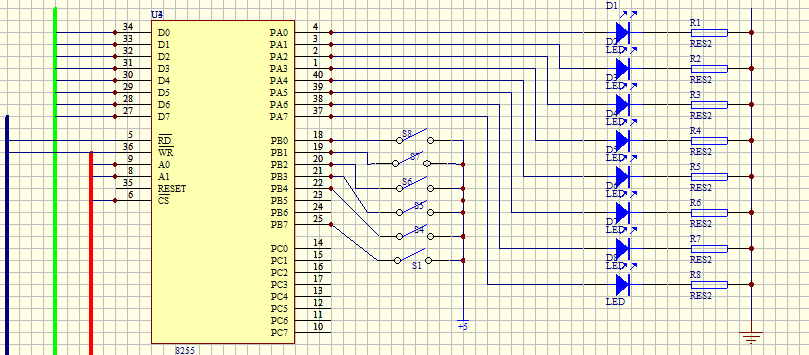 U4
34 D0
33 D1
32 D2
31 D3
30 D4
29 D5
28 D6
27 D7
5 RD
36 WR
9 A0
8 A1
35 RESET
6 CS
PA0 4
PA1 3
PA2 2
PA3 1
PA4 40
PA5 39
PA6 38
PA7 37
PB0 18
PB1 19
PB2 20
PB3 21
PB4 22
PB5 23
PB6 24
PB7 25
PC0 14
PC1 15
PC2 16
PC3 17
PC4 13
PC5 12
PC6 11
PC7 10
8255
S8
S7
S6
S5
S4
S1
+5
D1
D2
LED
D3
LED
D4
LED
D5
LED
D6
LED
D7
LED
D8
LED
LED
R1
RES2
R2
RES2
R3
RES2
R4
RES2
R5
RES2
R6
RES2
R7
RES2
R8
RES2